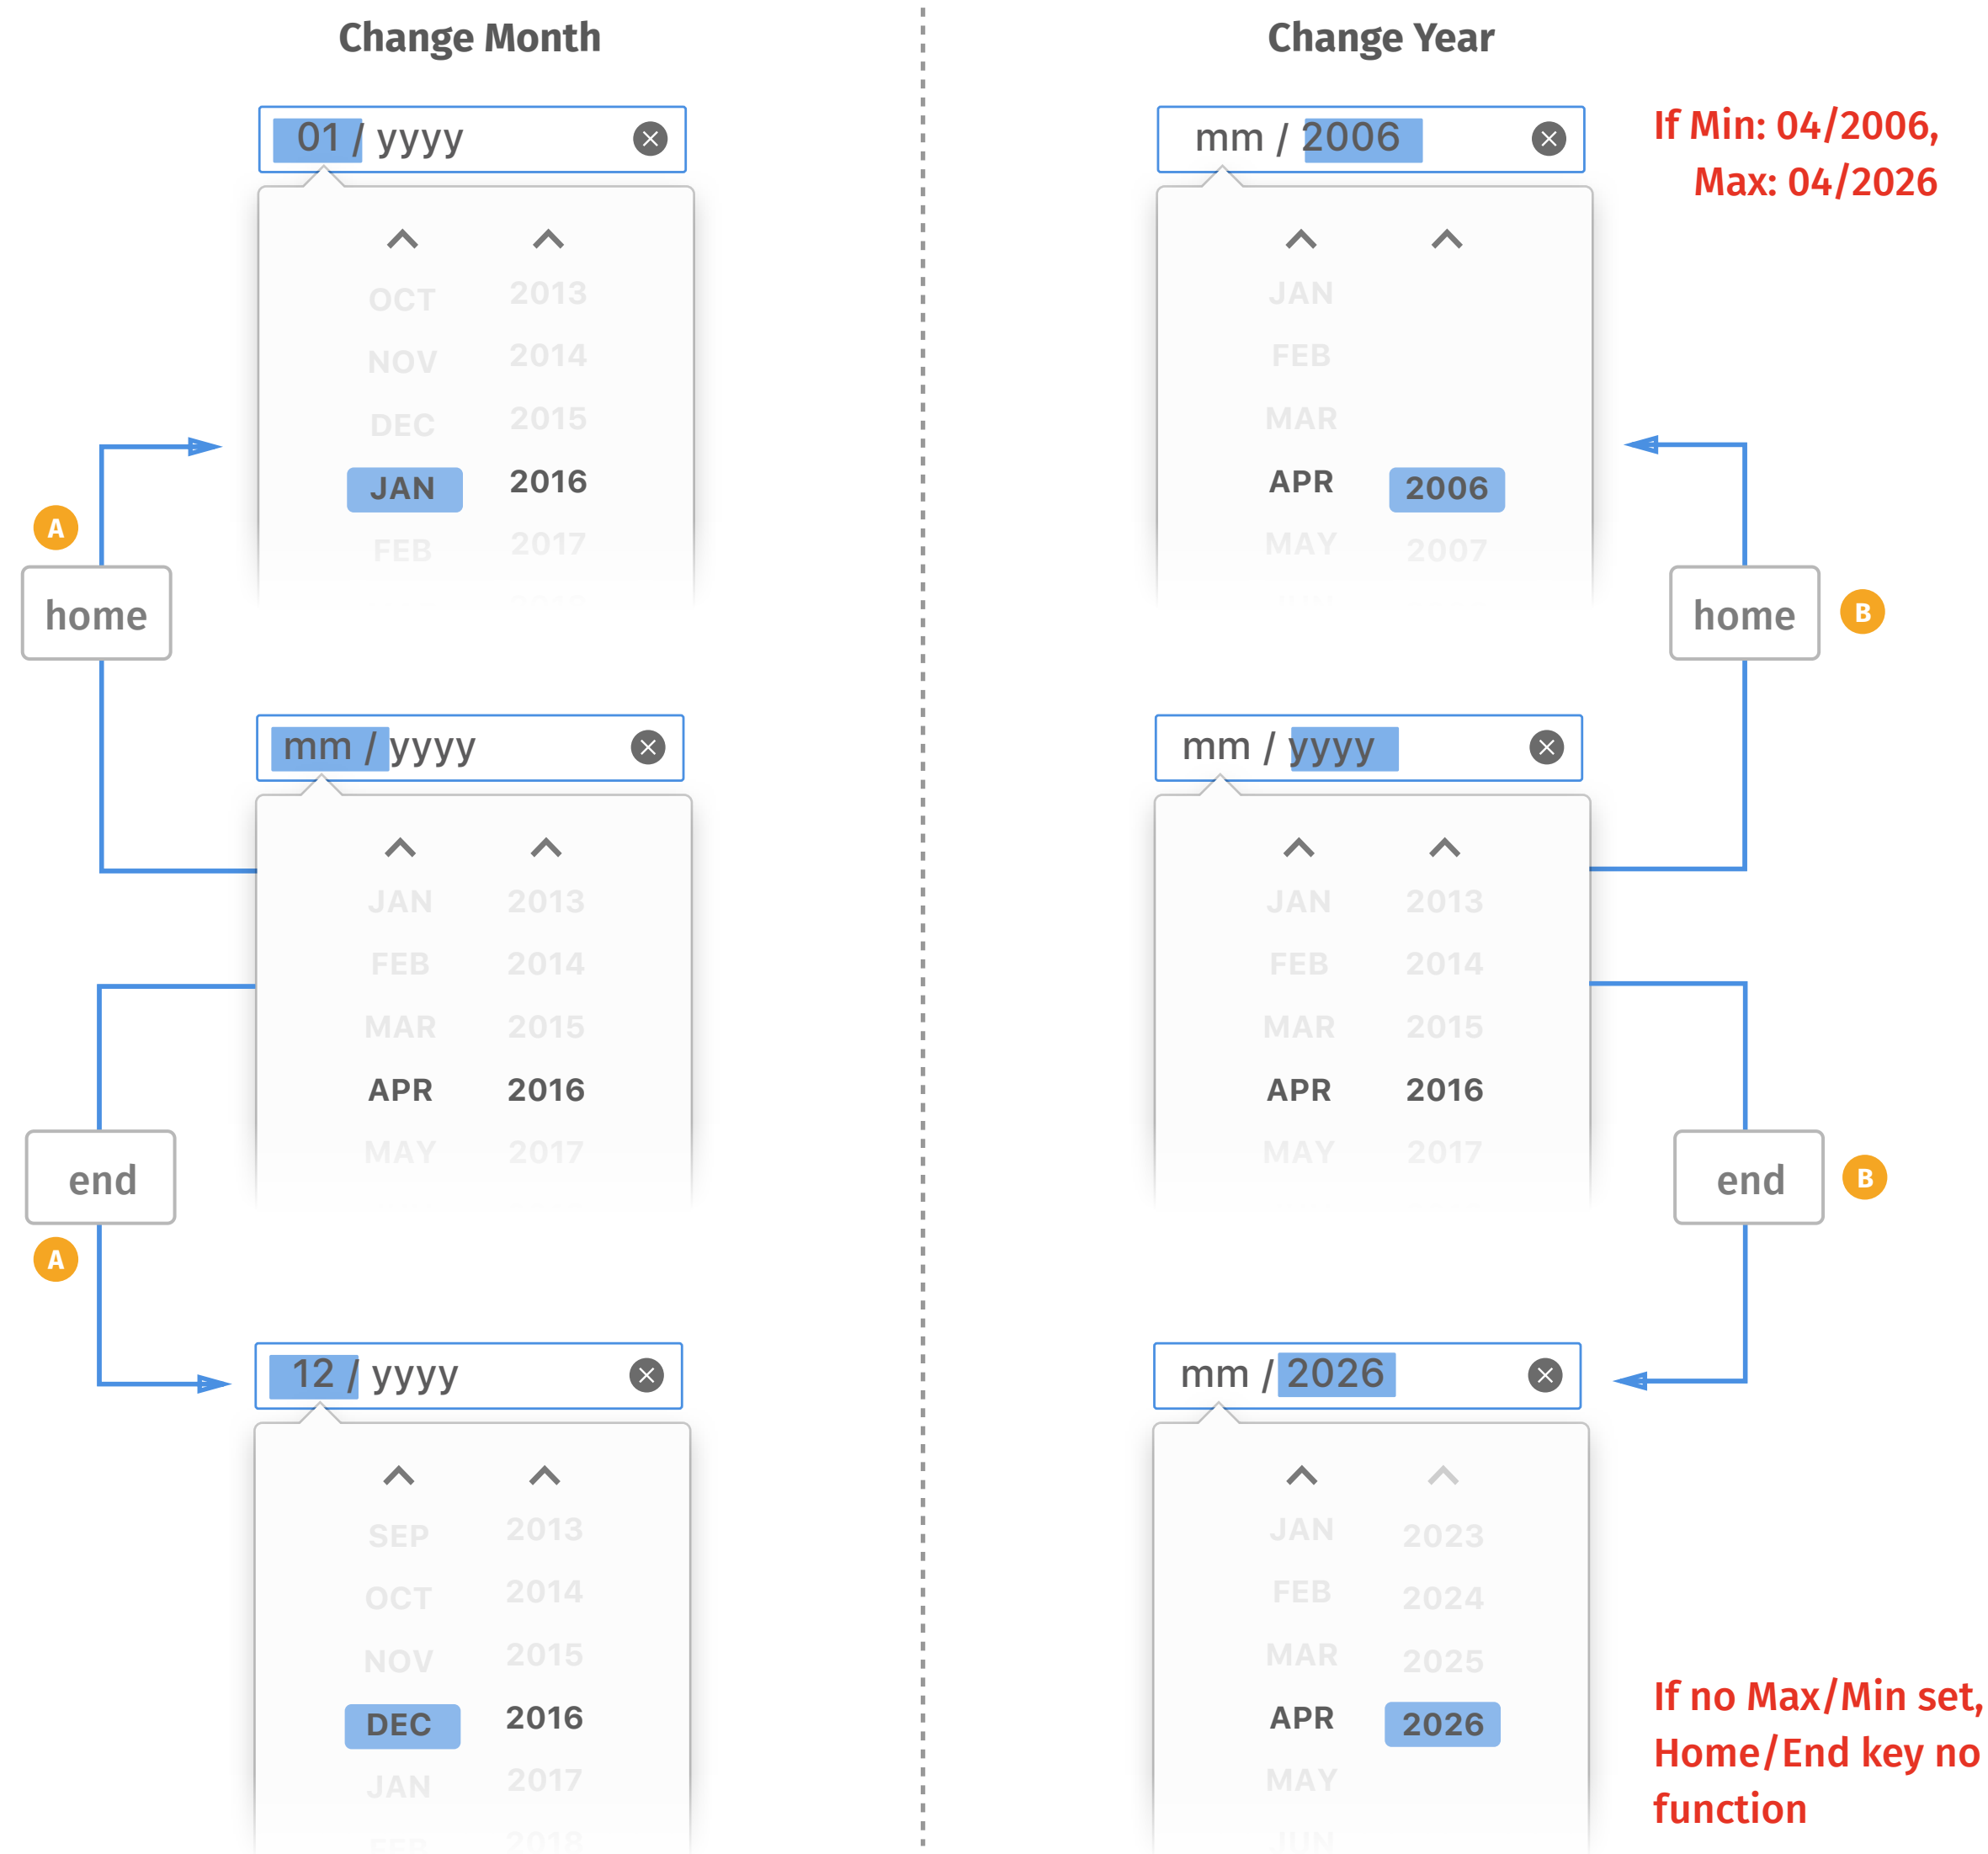 Change Month
01 / yyyy
OCT 2013
NOV 2014
DEC 2015
JAN 2016
FEB 2017
A
home
mm / yyyy
JAN 2013
FEB 2014
MAR 2015
APR 2016
MAY 2017
end
A
12 / yyyy
SEP 2013
OCT 2014
NOV 2015
DEC 2016
JAN 2017
FEB 2018
Change Year
mm / 2006
If Min: 04/2006,
Max: 04/2026
JAN
FEB
MAR
APR 2006
MAY 2007
JUN
home
B
mm / yyyy
JAN 2013
FEB 2014
MAR 2015
APR 2016
MAY 2017
end
B
mm / 2026
JAN 2023
FEB 2024
MAR 2025
APR 2026
MAY
JUN
If no Max/Min set,
Home/End key no
function